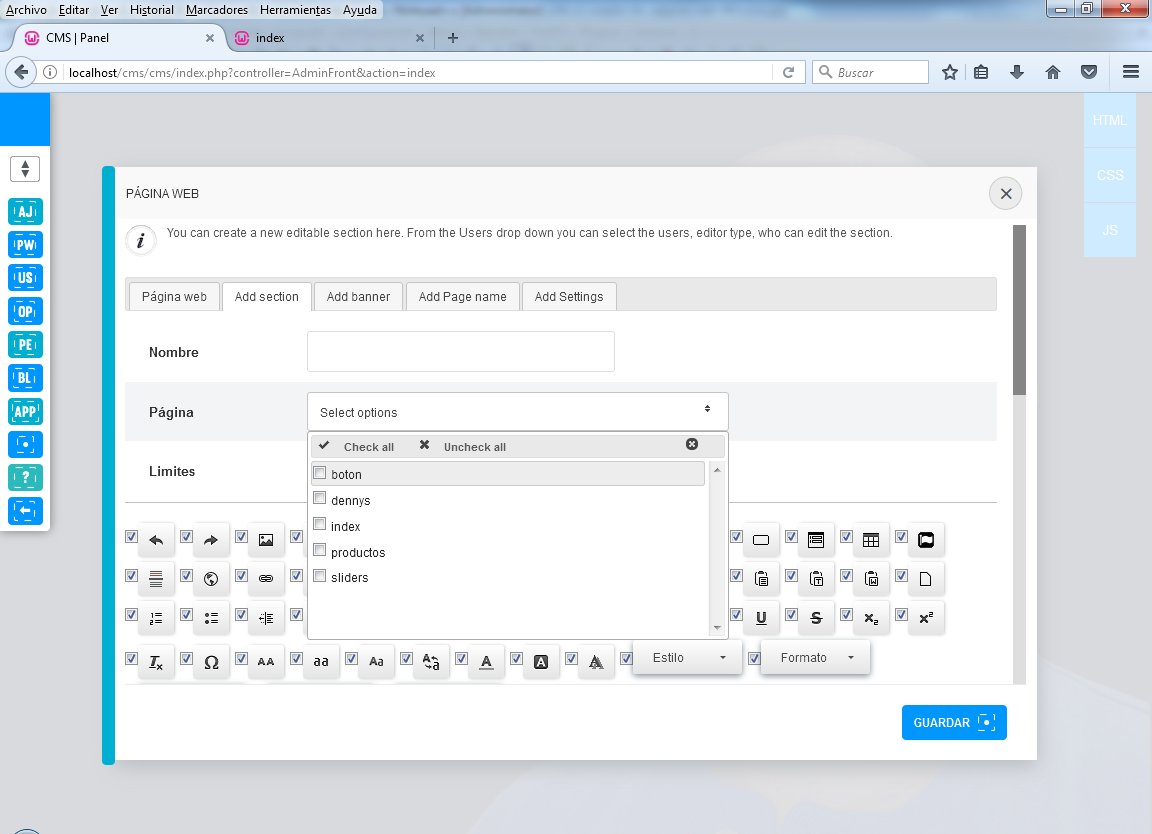 Archivo Editar Ver Historial Marcadores Herramientas Ayuda
CMS | Panel
index
localhost/cms/cms/index.php?controller=AdminFront&action=index
Buscar
HTML
CSS
JS
AJ
PW
US
OP
PE
BL
APP
?
PÁGINA WEB
You can create a new editable section here. From the Users drop down you can select the users, editor type, who can edit the section.
Página web Add section Add banner Add Page name Add Settings
Nombre
Página Select options
Check all Uncheck all
Limites
boton
dennys
index
productos
sliders
Estilo Formato
GUARDAR